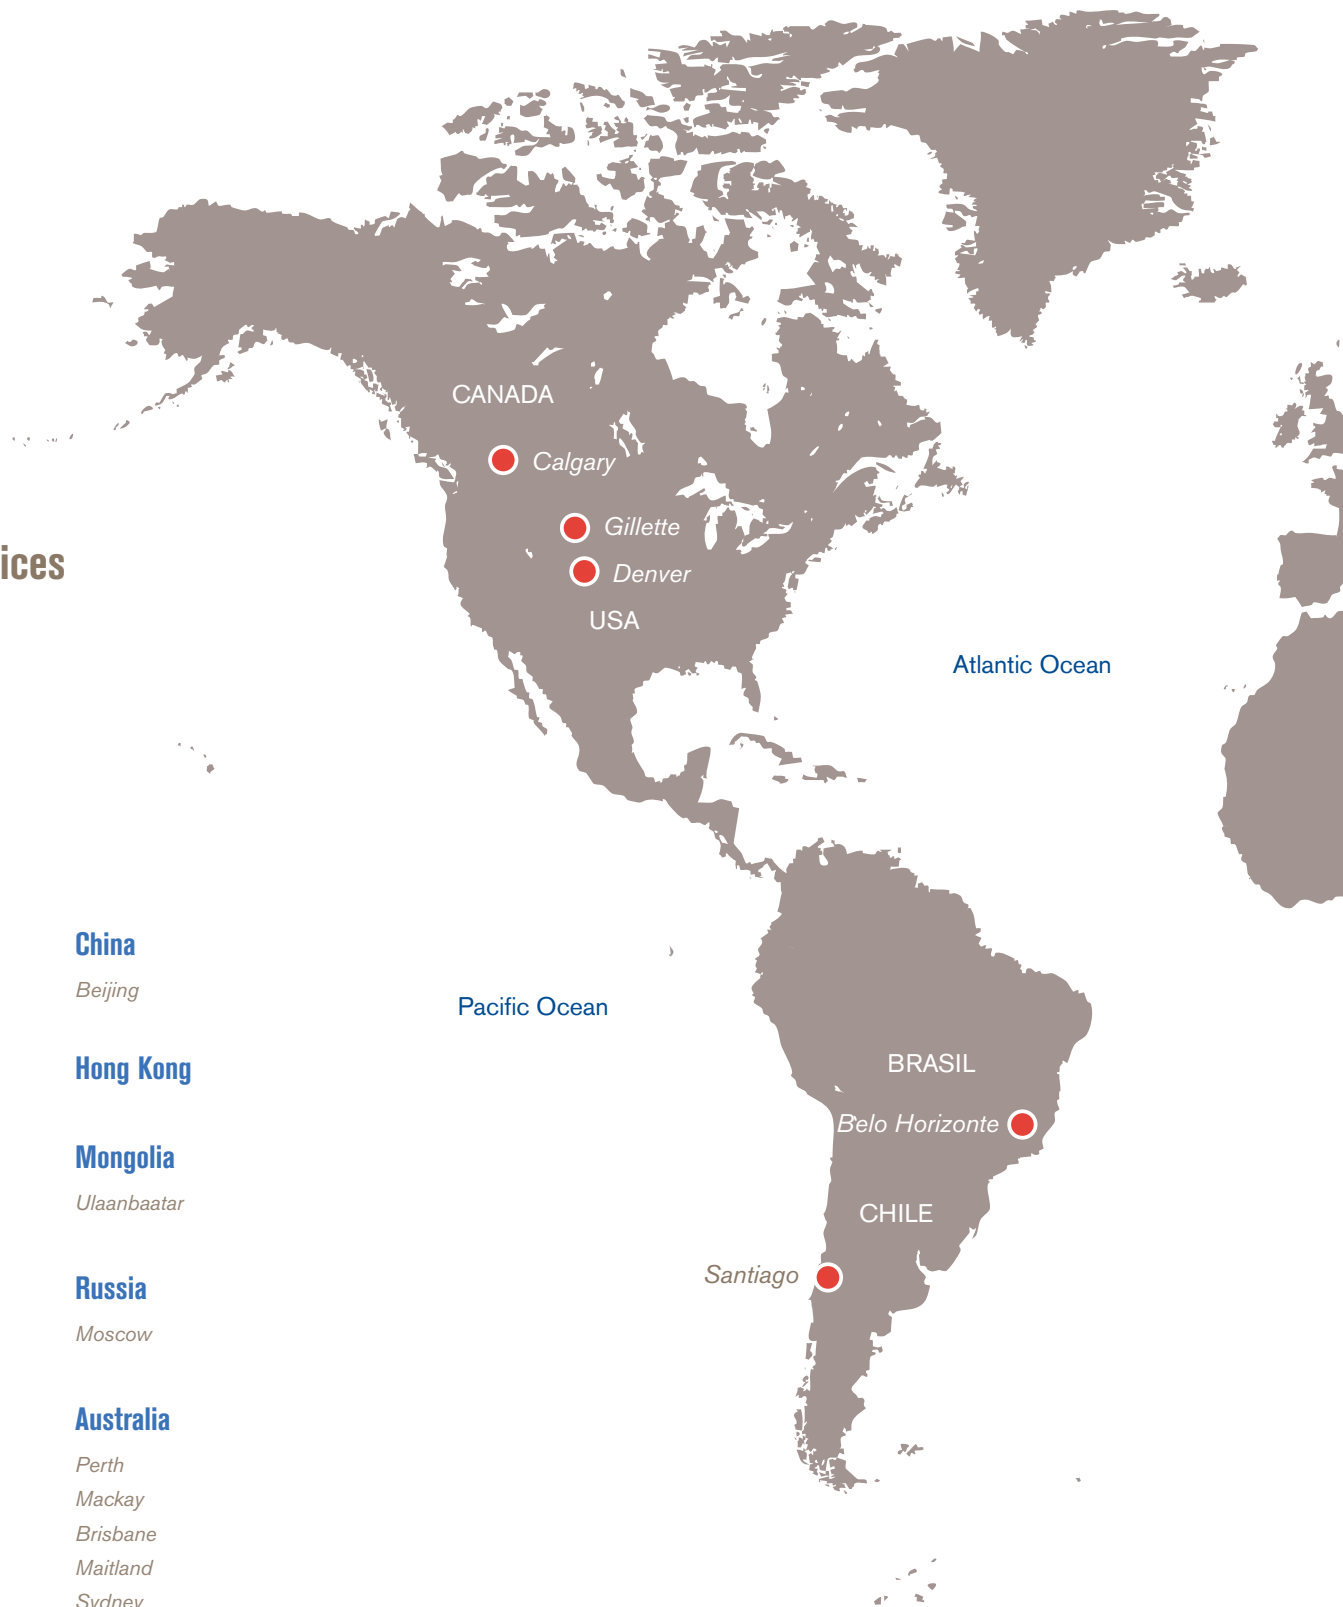 ices
China
Beijing
Hong Kong
Mongolia
Ulaanbaatar
Russia
Moscow
Australia
Perth
Mackay
Brisbane
Maitland
Sydney
CANADA
Calgary
Gillette
Denver
USA
Atlantic Ocean
Pacific Ocean
BRASIL
Belo Horizonte
CHILE
Santiago